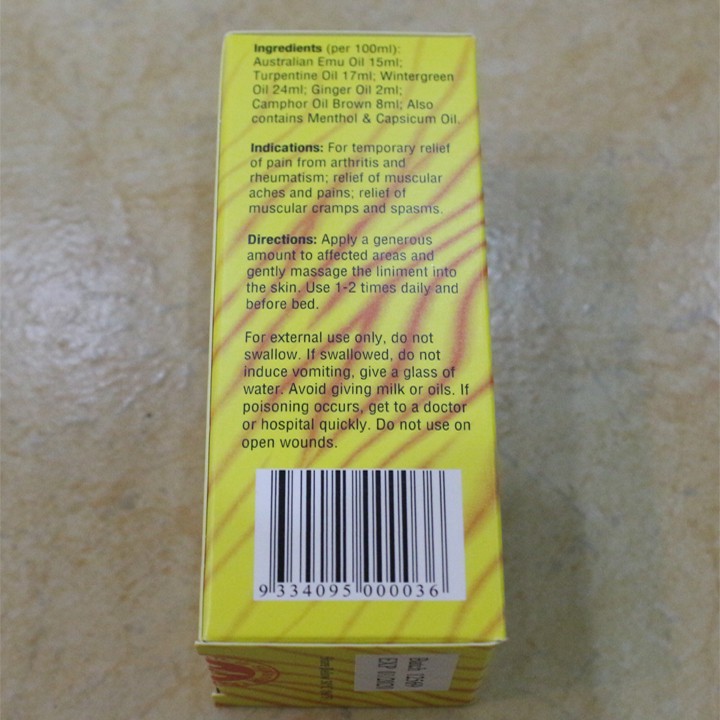 Ingredients (per 100ml):
Australian Emu Oil 15ml;
Turpentine Oil 17ml; Wintergreen
Oil 24ml; Ginger Oil 2ml;
Camphor Oil Brown 8ml; Also
contains Menthol & Capsicum Oil.
Indications: For temporary relief
of pain from arthritis and
rheumatism; relief of muscular
aches and pains; relief of
muscular cramps and spasms.
Directions: Apply a generous
amount to affected areas and
gently massage the liniment into
the skin. Use 1-2 times daily and
before bed.
For external use only, do not
swallow. If swallowed, do not
induce vomiting, give a glass of
water. Avoid giving milk or oils. If
poisoning occurs, get to a doctor
or hospital quickly. Do not use on
open wounds.
9 334095 000036
Batch
EXP